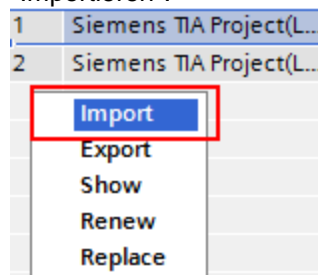 1 Siemens TIA Project(L...
2 Siemens TIA Project(L...
Import
Export
Show
Renew
Replace